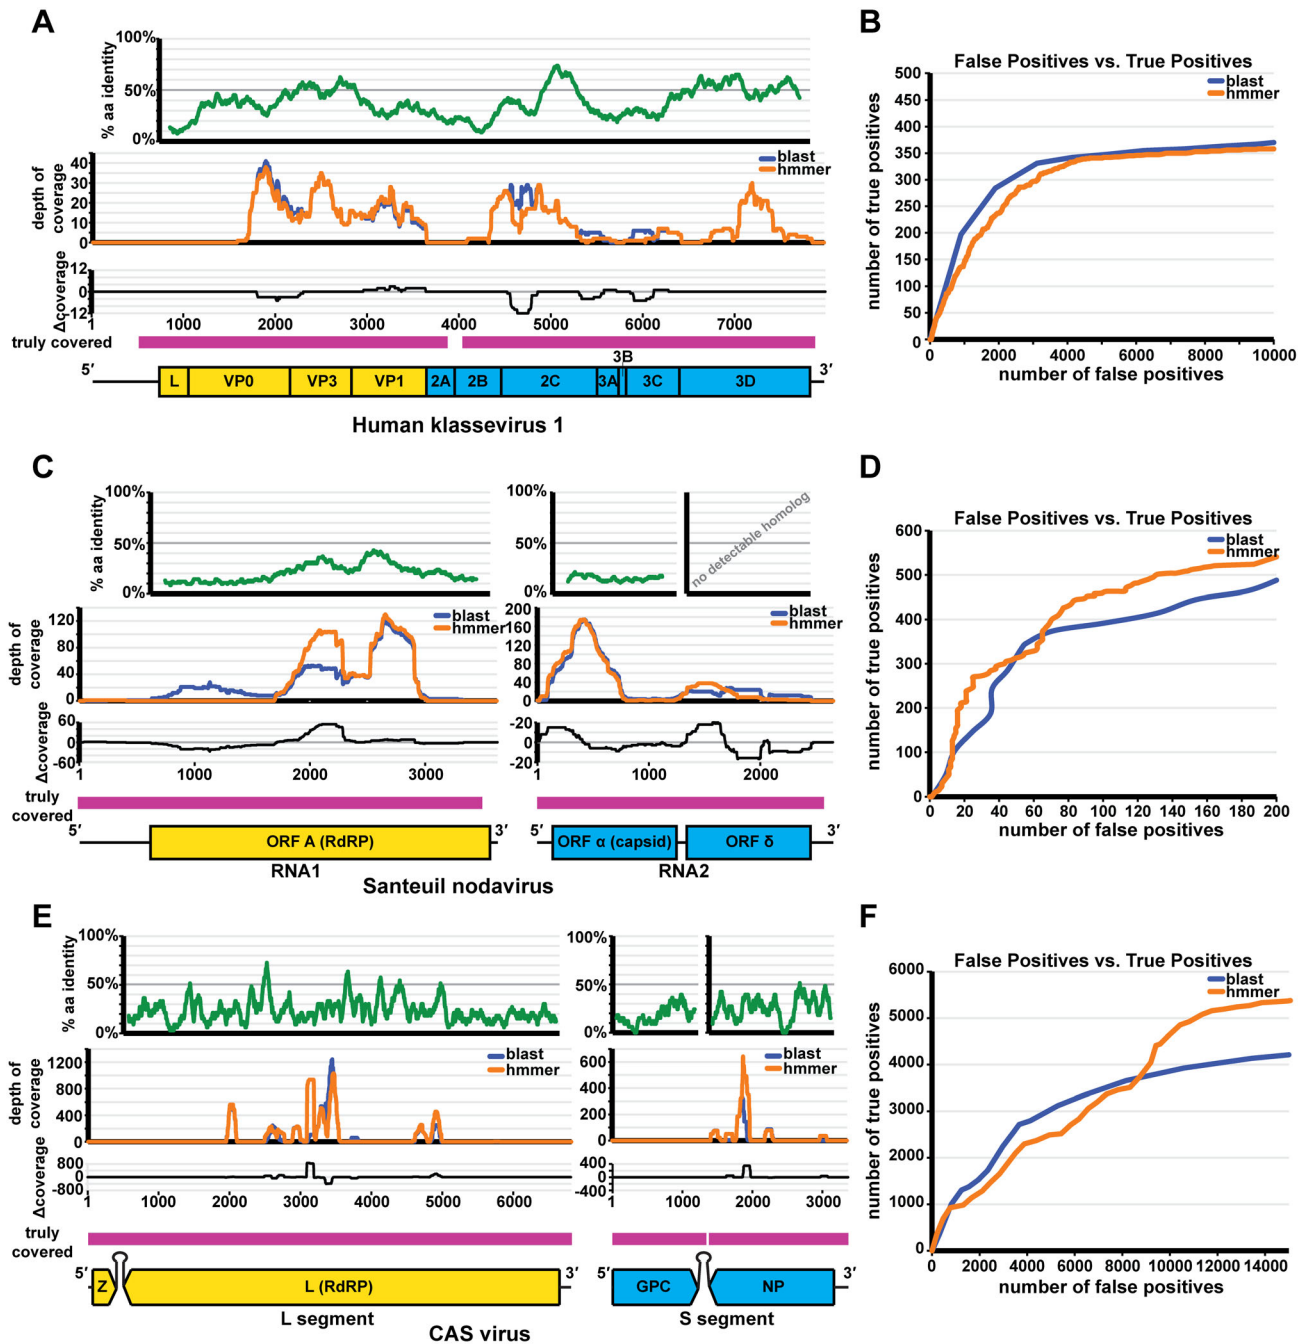 A
100%
50%
0%
% aa identity
blast
hmmer
40
30
20
10
0
depth of
coverage
12
0
-12
Δcoverage
1 1000 2000 3000 4000 5000 6000 7000
truly covered
3B
5′ 3′
L VP0 VP3 VP1 2A 2B 2C 3A 3C 3D
Human klassevirus 1
B
False Positives vs. True Positives
blast
hmmer
500
450
400
350
300
250
200
150
100
50
0
number of true positives
0 2000 4000 6000 8000 10000
number of false positives
C
100%
50%
0%
% aa identity
100%
50%
0%
no detectable homolog
blast
hmmer
120
80
40
0
depth of
coverage
blast
hmmer
200
160
120
80
40
0
60
0
-60
Δcoverage
-20
0
-20
1 1000 2000 3000
1 1000 2000
truly
covered
5′ 3′
ORF A (RdRP)
RNA1
ORF α (capsid) ORF δ
RNA2
Santeuil nodavirus
D
False Positives vs. True Positives
blast
hmmer
600
500
400
300
200
100
0
number of true positives
0 20 40 60 80 100 120 140 160 180 200
number of false positives
E
100%
50%
0%
% aa identity
100%
50%
0%
blast
hmmer
1200
800
400
0
depth of
coverage
blast
hmmer
600
400
200
0
800
0
-800
Δcoverage
400
0
-400
1 1000 2000 3000 4000 5000 6000
1 1000 2000 3000
truly
covered
5′ 3′
Z L (RdRP)
L segment
5′ 3′
GPC NP
S segment
CAS virus
F
False Positives vs. True Positives
blast
hmmer
6000
5000
4000
3000
2000
1000
0
number of true positives
0 2000 4000 6000 8000 10000 12000 14000
number of false positives